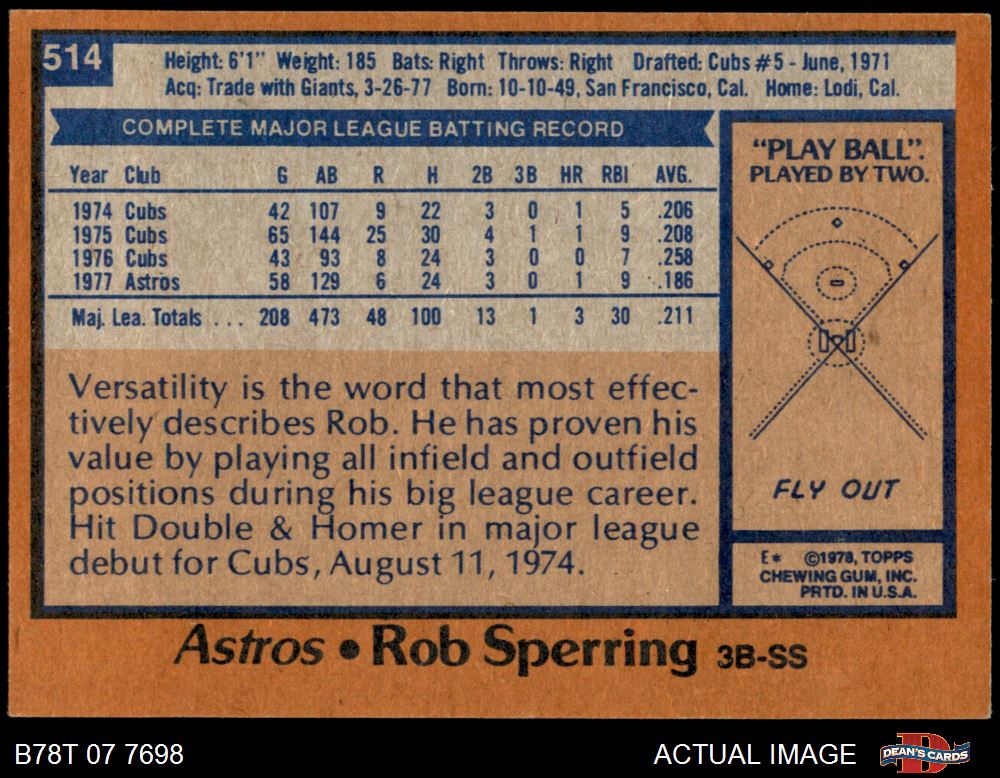 514
Height: 6'1" Weight: 185 Bats: Right Throws: Right Drafted: Cubs #5 - June, 1971
Acq: Trade with Giants, 3-26-77 Born: 10-10-49, San Francisco, Cal. Home: Lodi, Cal.
COMPLETE MAJOR LEAGUE BATTING RECORD
Year Club G AB R H 2B 3B HR RBI AVG.
1974 Cubs 42 107 9 22 3 0 1 5 .206
1975 Cubs 65 144 25 30 4 1 1 9 .208
1976 Cubs 43 93 8 24 3 0 0 7 .258
1977 Astros 58 129 6 24 3 0 1 9 .186
Maj. Lea. Totals ... 208 473 48 100 13 1 3 30 .211
Versatility is the word that most effec-
tively describes Rob. He has proven his
value by playing all infield and outfield
positions during his big league career.
Hit Double & Homer in major league
debut for Cubs, August 11, 1974.
"PLAY BALL".
PLAYED BY TWO.
FLY OUT
E* ©1978, TOPPS
CHEWING GUM, INC.
PRTD. IN U.S.A.
Astros • Rob Sperring 3B-SS
B78T 07 7698
ACTUAL IMAGE
D
DEAN'S CARDS